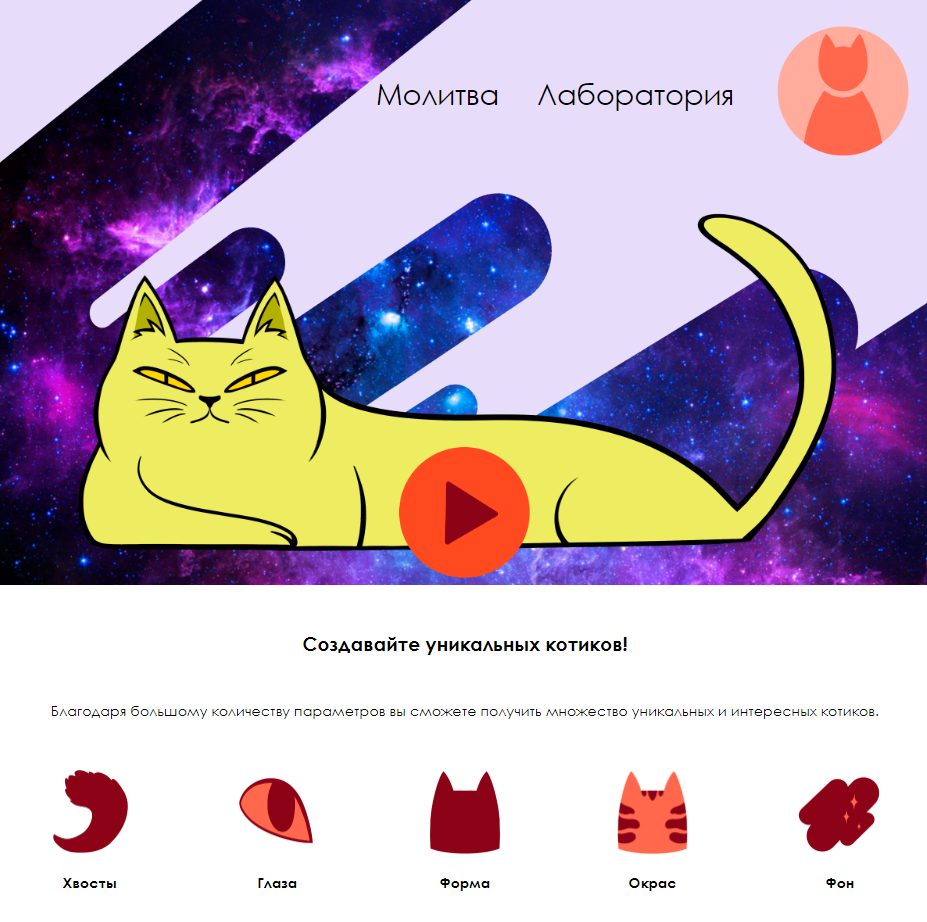 Молитва Лаборатория
Создавайте уникальных котиков!
Благодаря большому количеству параметров вы сможете получить множество уникальных и интересных котиков.
Хвосты Глаза Форма Окрас Фон